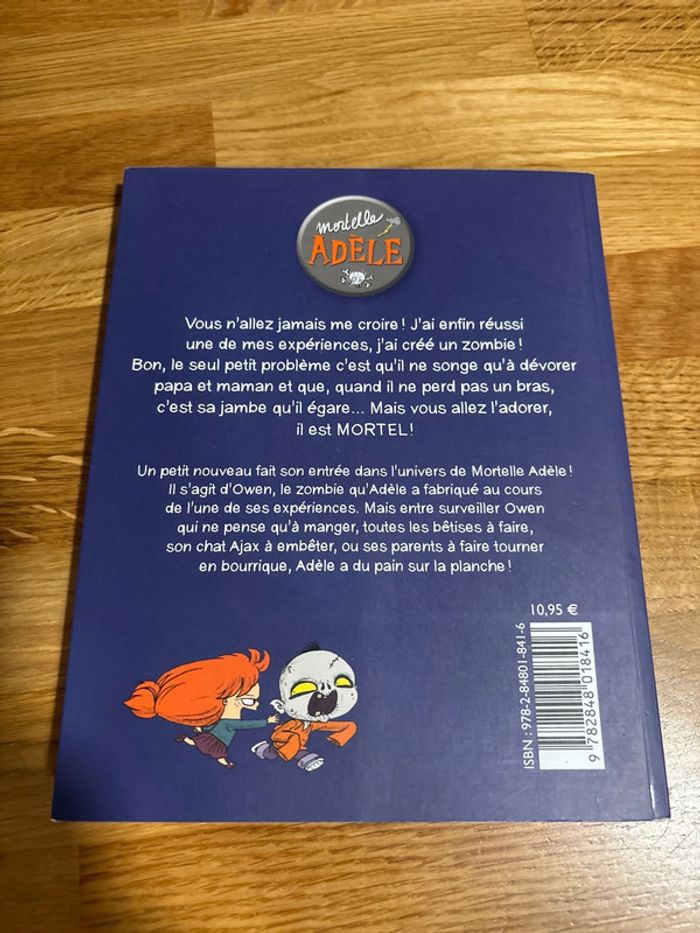 mortelle
ADÈLE
Vous n'allez jamais me croire ! J'ai enfin réussi
une de mes expériences, j'ai créé un zombie !
Bon, le seul petit problème c'est qu'il ne songe qu'à dévorer
papa et maman et que, quand il ne perd pas un bras,
c'est sa jambe qu'il égare... Mais vous allez l'adorer,
il est MORTEL !
Un petit nouveau fait son entrée dans l'univers de Mortelle Adèle !
Il s'agit d'Owen, le zombie qu'Adèle a fabriqué au cours
de l'une de ses expériences. Mais entre surveiller Owen
qui ne pense qu'à manger, toutes les bêtises à faire,
son chat Ajax à embêter, ou ses parents à faire tourner
en bourrique, Adèle a du pain sur la planche !
10,95 €
ISBN : 978-2-84801-841-6
9 782848 018416